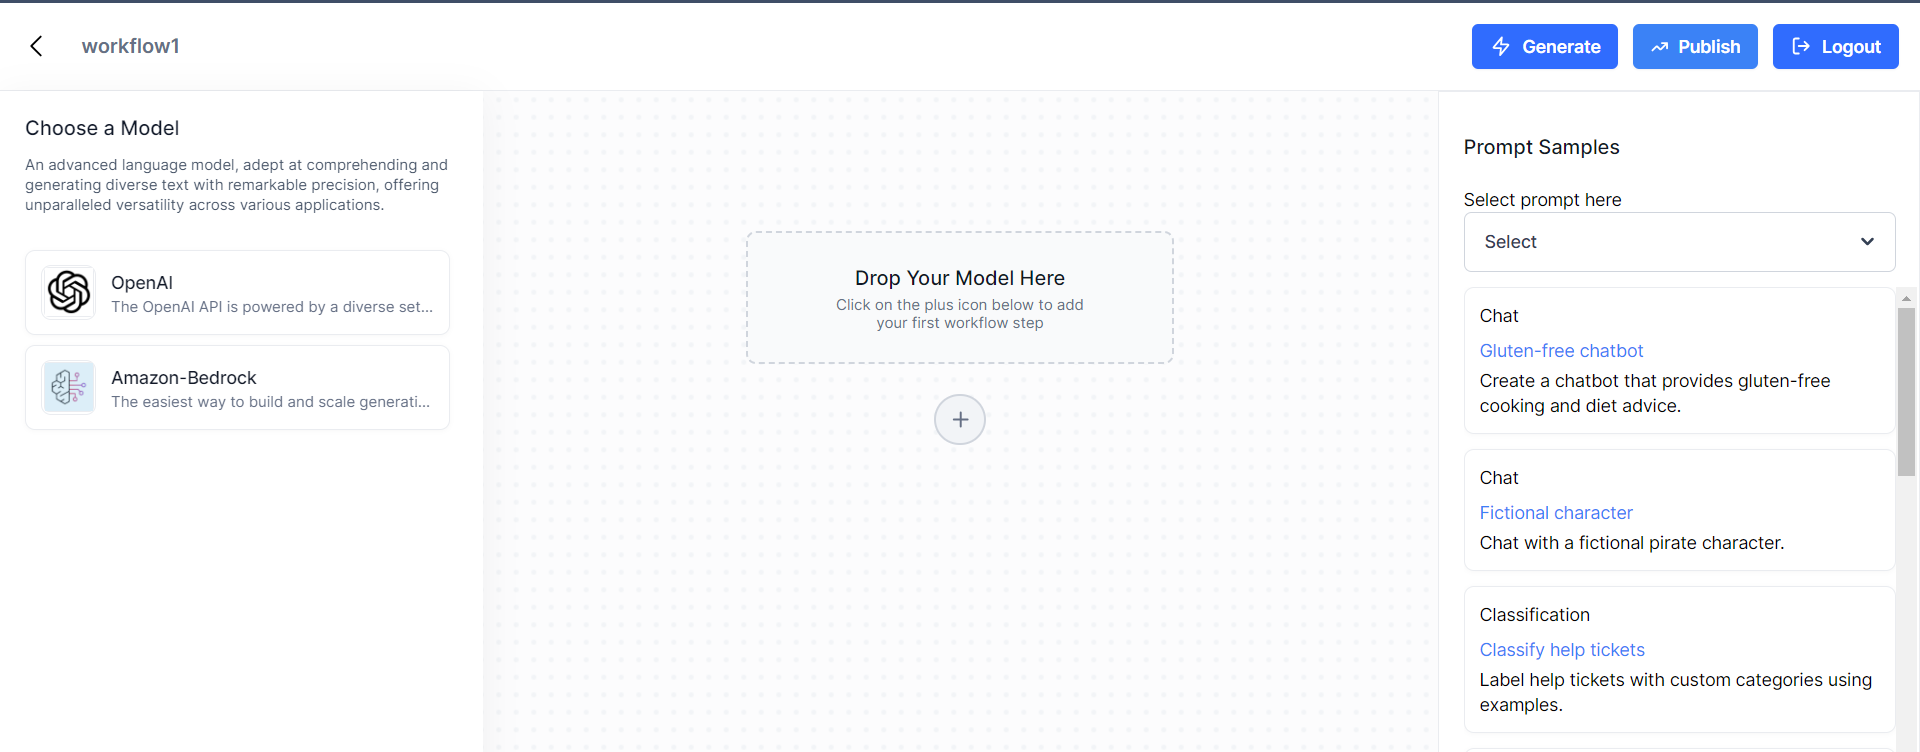 workflow1
Generate
Publish
Logout
Choose a Model
An advanced language model, adept at comprehending and
generating diverse text with remarkable precision, offering
unparalleled versatility across various applications.
OpenAI
The OpenAI API is powered by a diverse set...
Amazon-Bedrock
The easiest way to build and scale generati...
Drop Your Model Here
Click on the plus icon below to add
your first workflow step
Prompt Samples
Select prompt here
Select
Chat
Gluten-free chatbot
Create a chatbot that provides gluten-free
cooking and diet advice.
Chat
Fictional character
Chat with a fictional pirate character.
Classification
Classify help tickets
Label help tickets with custom categories using
examples.